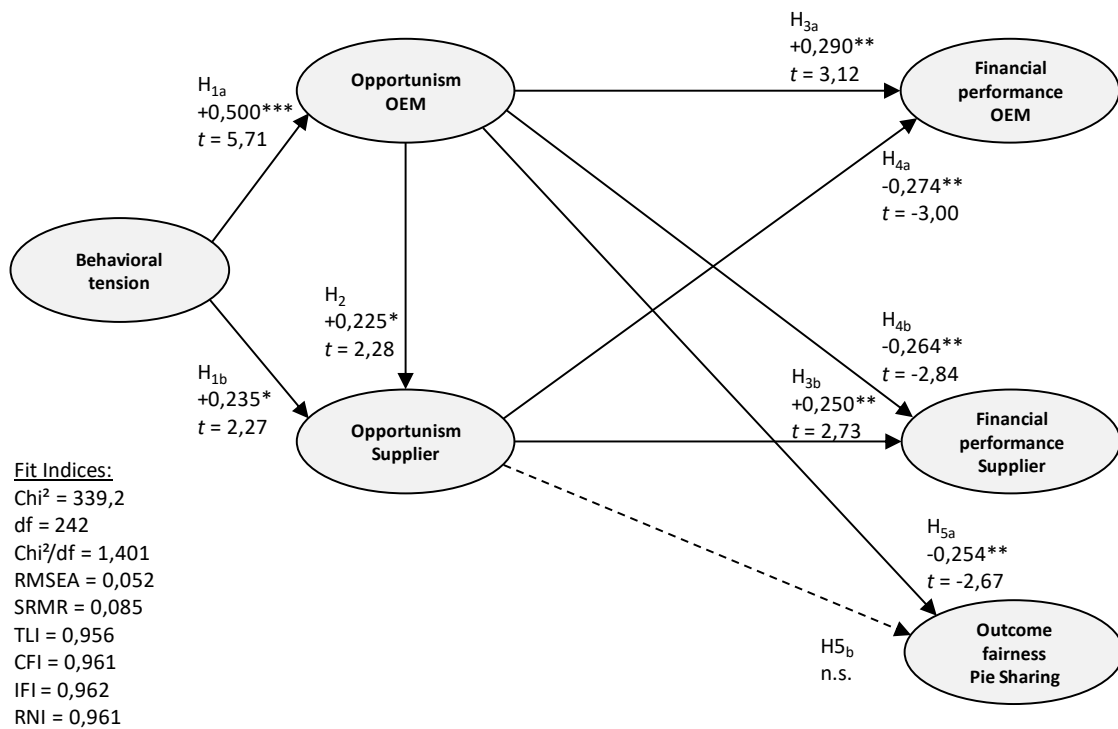 H3a
+0,290**
t = 3,12
Opportunism
OEM
Financial
performance
OEM
H1a
+0,500***
t = 5,71
H4a
-0,274**
t = -3,00
Behavioral
tension
H2
+0,225*
t = 2,28
H4b
-0,264**
t = -2,84
H1b
+0,235*
t = 2,27
H3b
+0,250**
t = 2,73
Opportunism
Supplier
Financial
performance
Supplier
Fit Indices:
Chi² = 339,2
df = 242
Chi²/df = 1,401
RMSEA = 0,052
SRMR = 0,085
TLI = 0,956
CFI = 0,961
IFI = 0,962
RNI = 0,961
H5a
-0,254**
t = -2,67
H5b
n.s.
Outcome
fairness
Pie Sharing